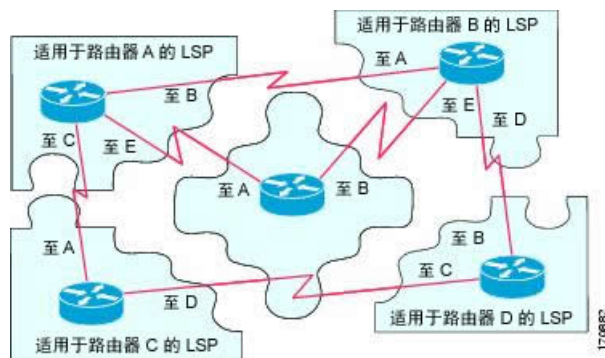 适用于路由器 A 的 LSP
适用于路由器 B 的 LSP
至 B
至 A
至 C
至 E
至 E
至 D
至 A
至 B
至 A
至 D
至 B
至 C
适用于路由器 C 的 LSP
适用于路由器 D 的 LSP
170882